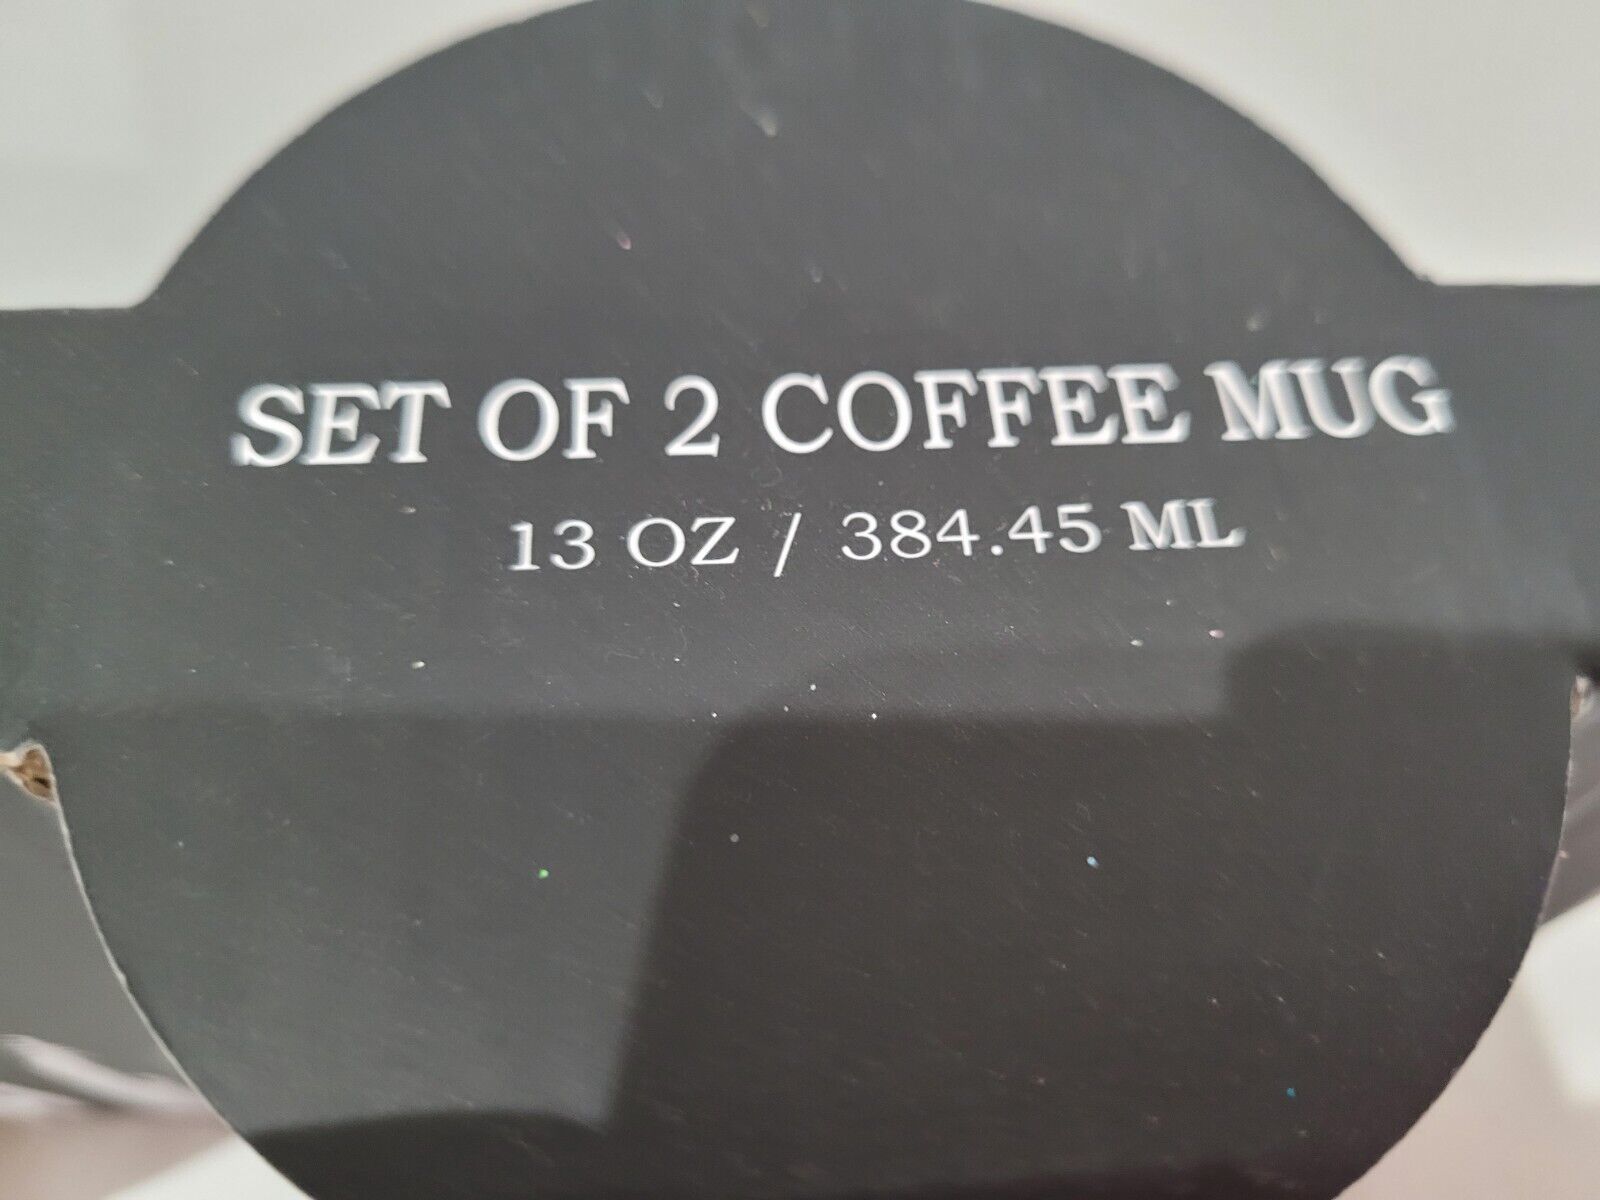 SET OF 2 COFFEE MUG
13 OZ / 384.45 ML